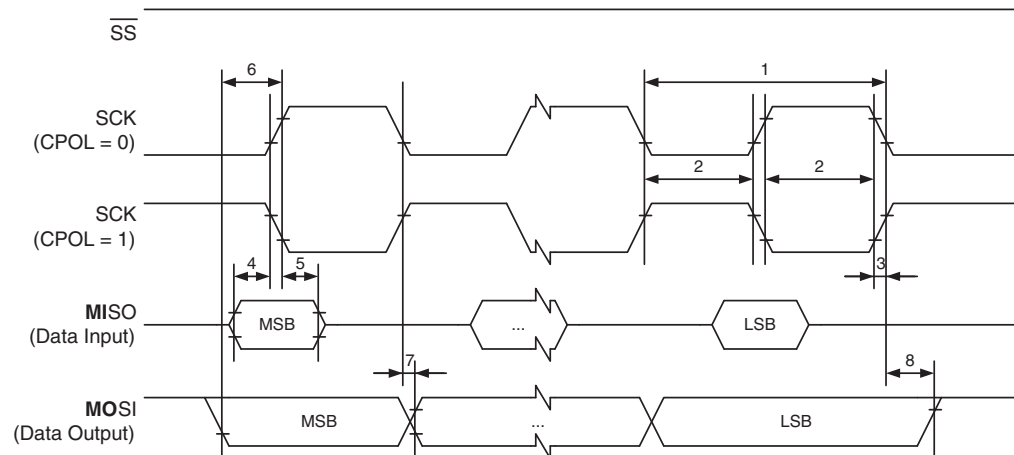 SS
6
1
SCK
(CPOL = 0)
2
2
SCK
(CPOL = 1)
4
5
3
MISO
(Data Input)
MSB
...
LSB
7
8
MOSI
(Data Output)
MSB
...
LSB